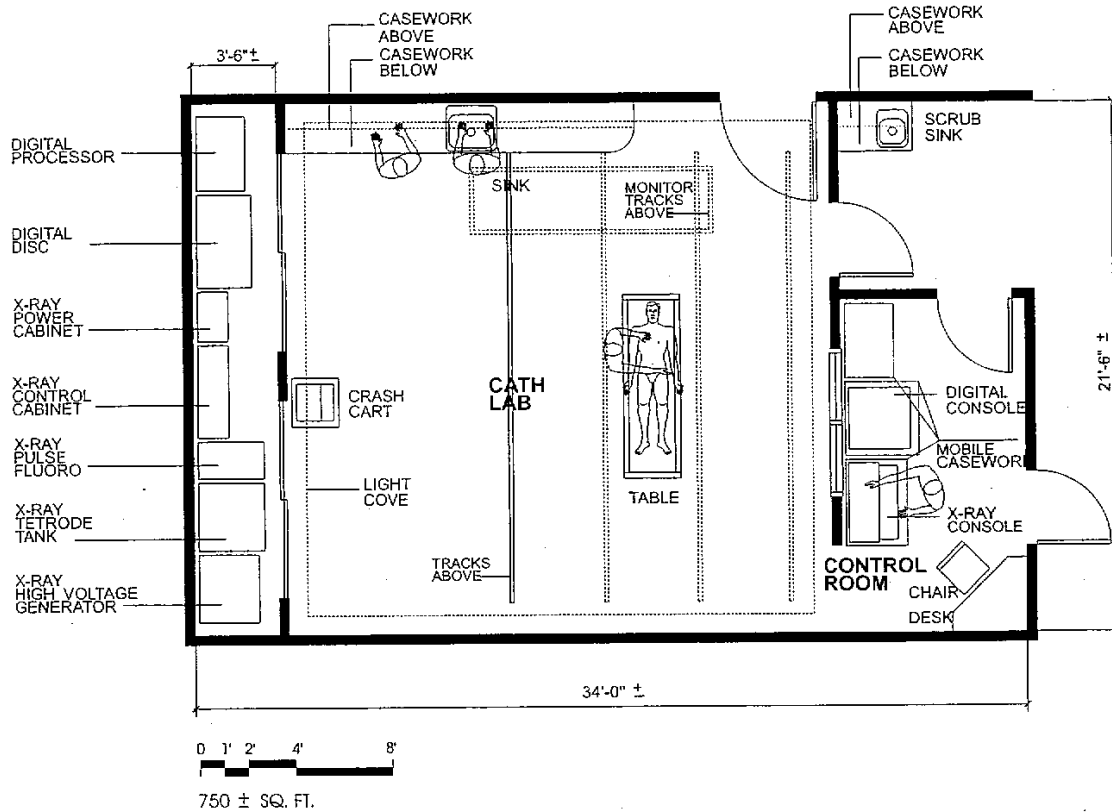 CASEWORK
ABOVE
CASEWORK
BELOW
3'-6" ±
CASEWORK
ABOVE
CASEWORK
BELOW
SCRUB
SINK
DIGITAL
PROCESSOR
SINK
MONITOR
TRACKS
ABOVE
DIGITAL
DISC
X-RAY
POWER
CABINET
X-RAY
CONTROL
CABINET
CRASH
CART
CATH
LAB
DIGITAL
CONSOLE
21'-6" ±
MOBILE
CASEWORK
X-RAY
PULSE
FLUORO
LIGHT
COVE
TABLE
X-RAY
CONSOLE
X-RAY
TETRODE
TANK
TRACKS
ABOVE
CONTROL
ROOM
X-RAY
HIGH VOLTAGE
GENERATOR
CHAIR
DESK
34'-0" ±
0 1' 2' 4' 8'
750 ± SQ. FT.